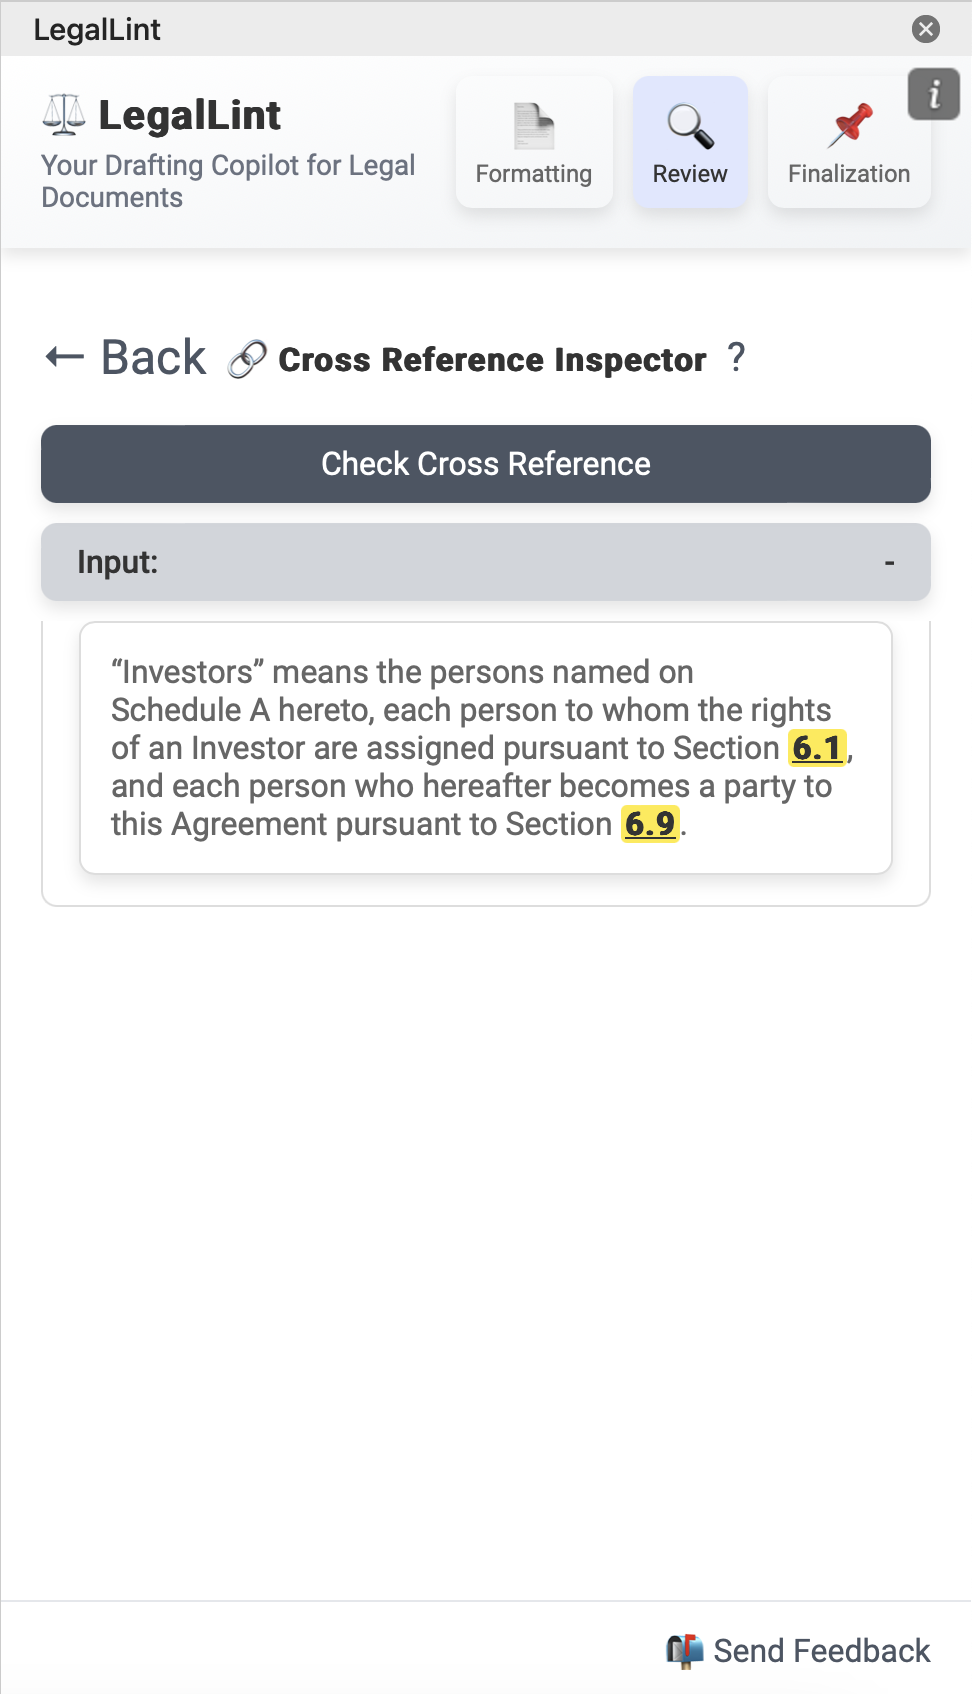 LegalLint
LegalLint
Your Drafting Copilot for Legal
Documents
Formatting
Review
Finalization
i
← Back Cross Reference Inspector ?
Check Cross Reference
Input: -
“Investors” means the persons named on
Schedule A hereto, each person to whom the rights
of an Investor are assigned pursuant to Section 6.1,
and each person who hereafter becomes a party to
this Agreement pursuant to Section 6.9.
Send Feedback